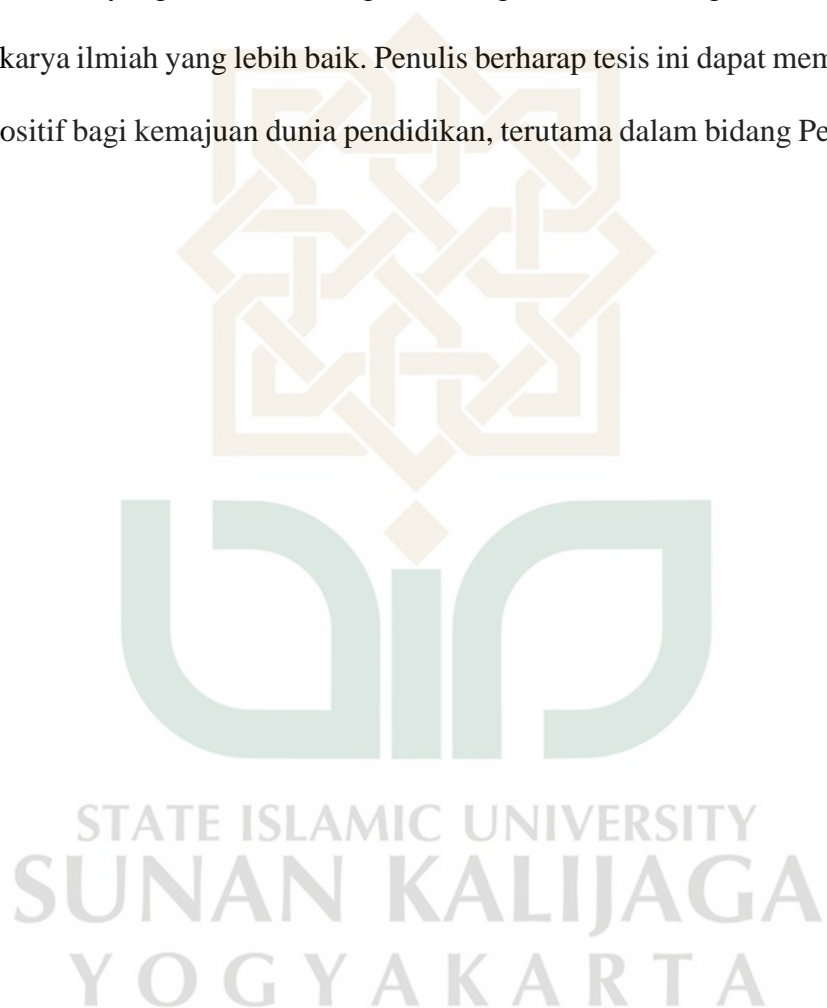 karya ilmiah yang lebih baik. Penulis berharap tesis ini dapat mem
ositif bagi kemajuan dunia pendidikan, terutama dalam bidang Pe
STATE ISLAMIC UNIVERSITY
SUNAN KALIJAGA
YOGYAKARTA